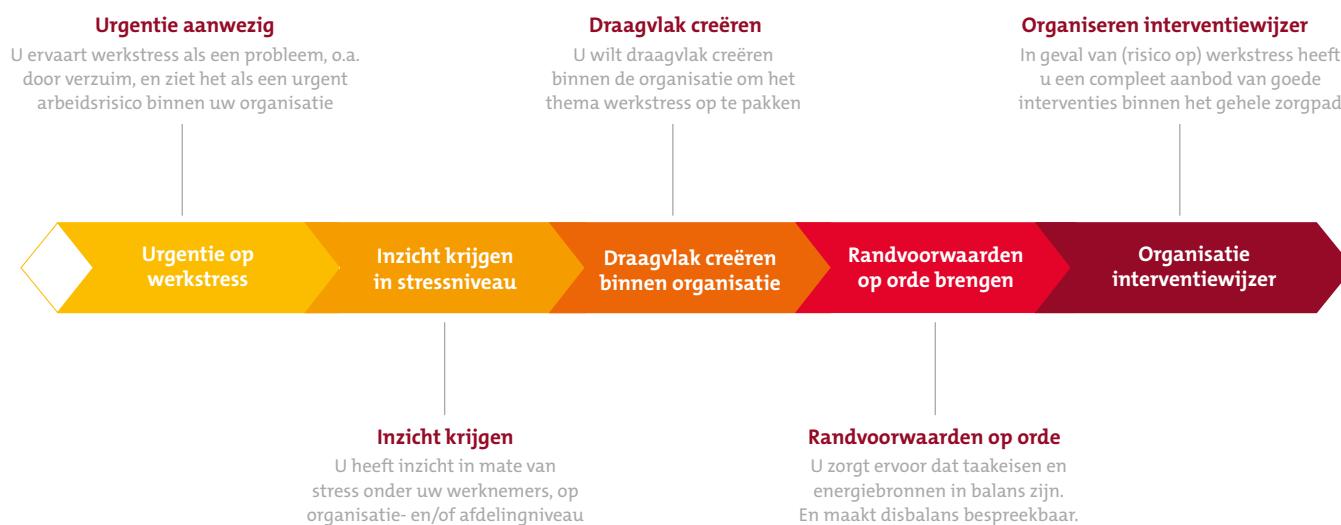 Urgentie aanwezig
U ervaart werkstress als een probleem, o.a.
door verzuim, en ziet het als een urgent
arbeidsrisico binnen uw organisatie
Draagvlak creëren
U wilt draagvlak creëren
binnen de organisatie om het
thema werkstress op te pakken
Organiseren interventiewijzer
In geval van (risico op) werkstress heeft
u een compleet aanbod van goede
interventies binnen het gehele zorgpad
Urgentie op
werkstress
Inzicht krijgen
in stressniveau
Draagvlak creëren
binnen organisatie
Randvoorwaarden
op orde brengen
Organisatie
interventiewijzer
Inzicht krijgen
U heeft inzicht in mate van
stress onder uw werknemers, op
organisatie- en/of afdelingniveau
Randvoorwaarden op orde
U zorgt ervoor dat taakeisen en
energiebronnen in balans zijn.
En maakt disbalans bespreekbaar.